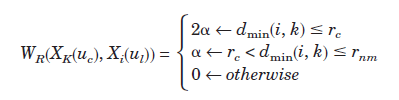 2α ← d_min(i, k) ≤ r_c
W_R(X_K(u_c), X_i(u_l)) = { α ← r_c < d_min(i, k) ≤ r_nm
0 ← otherwise